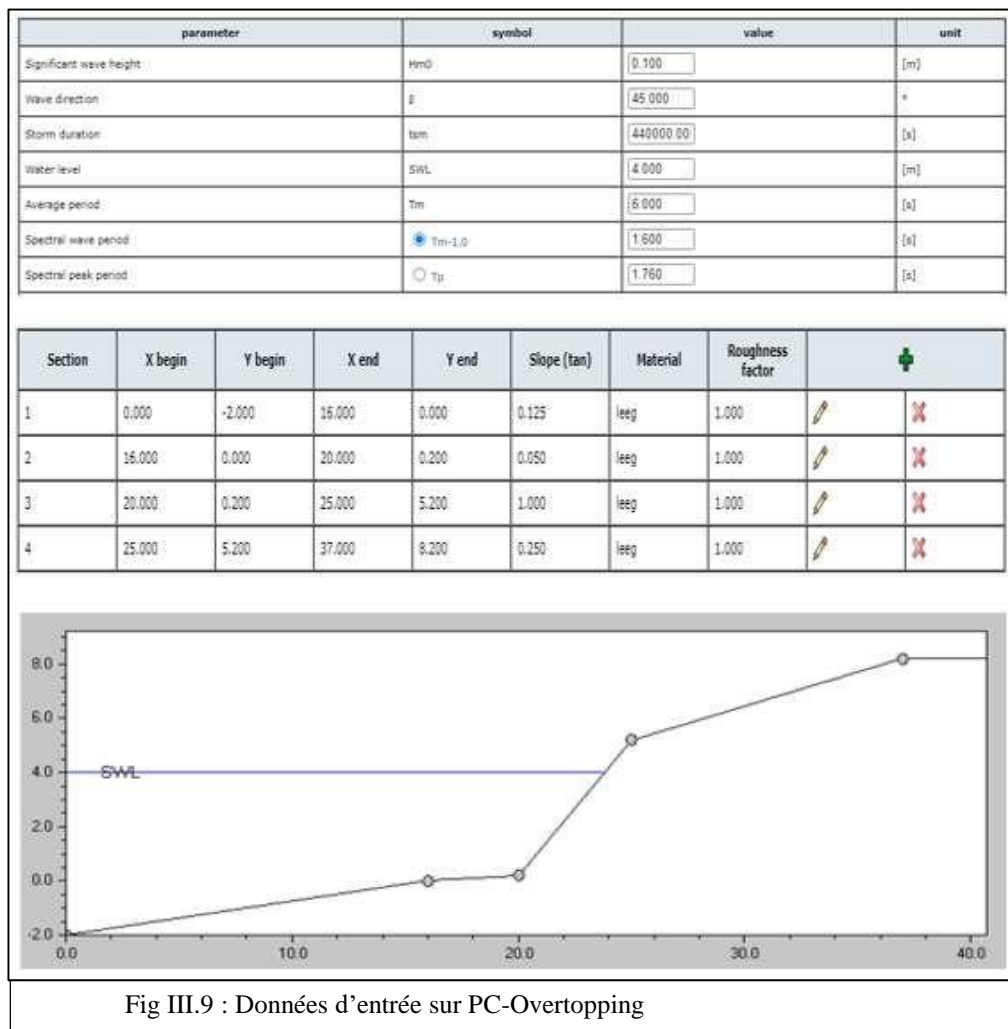 parameter symbol value unit
Significant wave height Hm0 0.100 [m]
Wave direction β 45.000 °
Storm duration tsm 440000.00 [s]
Water level SWL 4.000 [m]
Average period Tm 6.000 [s]
Spectral wave period Tm-1,0 1.600 [s]
Spectral peak period Tp 1.760 [s]
Section X begin Y begin X end Y end Slope (tan) Material Roughness factor
1 0.000 -2.000 16.000 0.000 0.125 leeg 1.000
2 16.000 0.000 20.000 0.200 0.050 leeg 1.000
3 20.000 0.200 25.000 5.200 1.000 leeg 1.000
4 25.000 5.200 37.000 8.200 0.250 leeg 1.000
8.0
6.0
4.0 SWL
2.0
0.0
-2.0
0.0 10.0 20.0 30.0 40.0
Fig III.9 : Données d’entrée sur PC-Overtopping